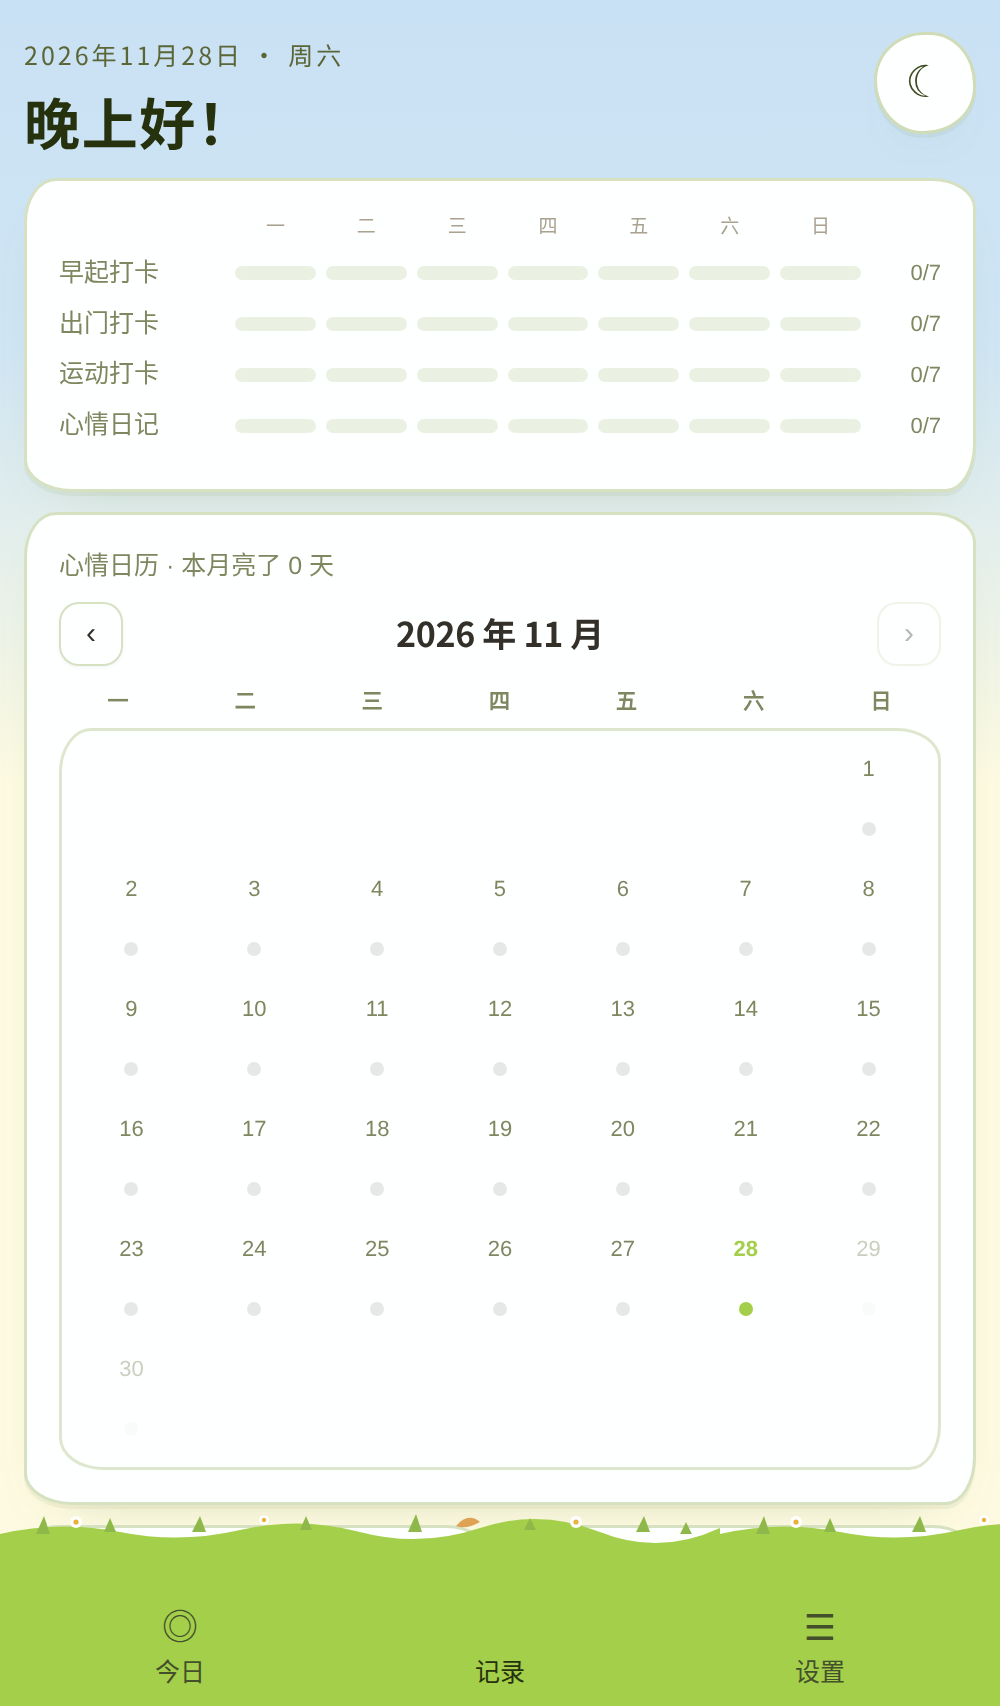 2026年11月28日 · 周六
晚上好！
一 二 三 四 五 六 日
早起打卡 0/7
出门打卡 0/7
运动打卡 0/7
心情日记 0/7
心情日历 · 本月亮了 0 天
‹ 2026 年 11 月 ›
一 二 三 四 五 六 日
1
2 3 4 5 6 7 8
9 10 11 12 13 14 15
16 17 18 19 20 21 22
23 24 25 26 27 28 29
30
今日 记录 设置